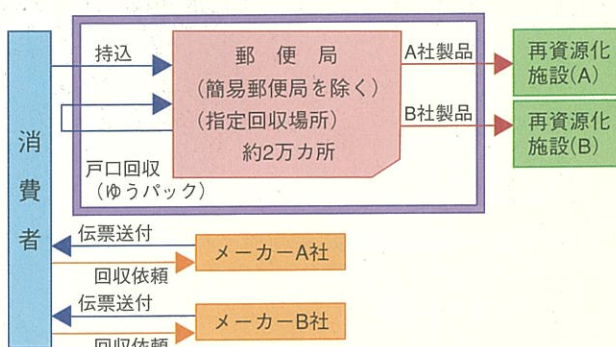 消費者
持込
郵便局
(簡易郵便局を除く)
(指定回収場所)
約2万カ所
戸口回収
(ゆうパック)
A社製品
B社製品
再資源化
施設(A)
再資源化
施設(B)
伝票送付
回収依頼
メーカーA社
伝票送付
回収依頼
メーカーB社